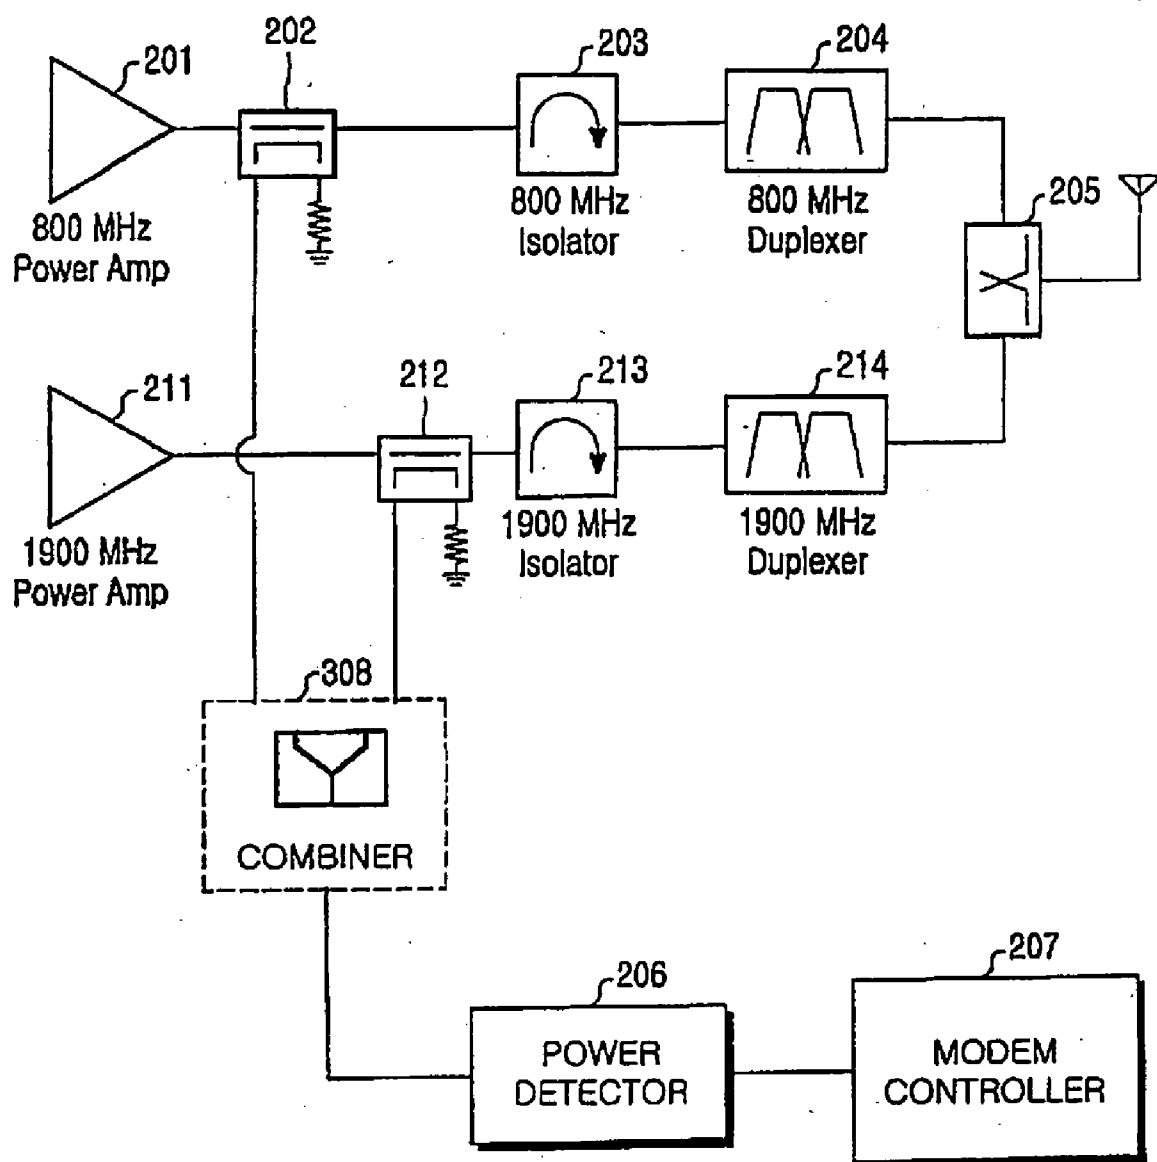 201
202
203
204
800 MHz
Power Amp
800 MHz
Isolator
800 MHz
Duplexer
205
211
212
213
214
1900 MHz
Power Amp
1900 MHz
Isolator
1900 MHz
Duplexer
308
COMBINER
206
POWER
DETECTOR
207
MODEM
CONTROLLER